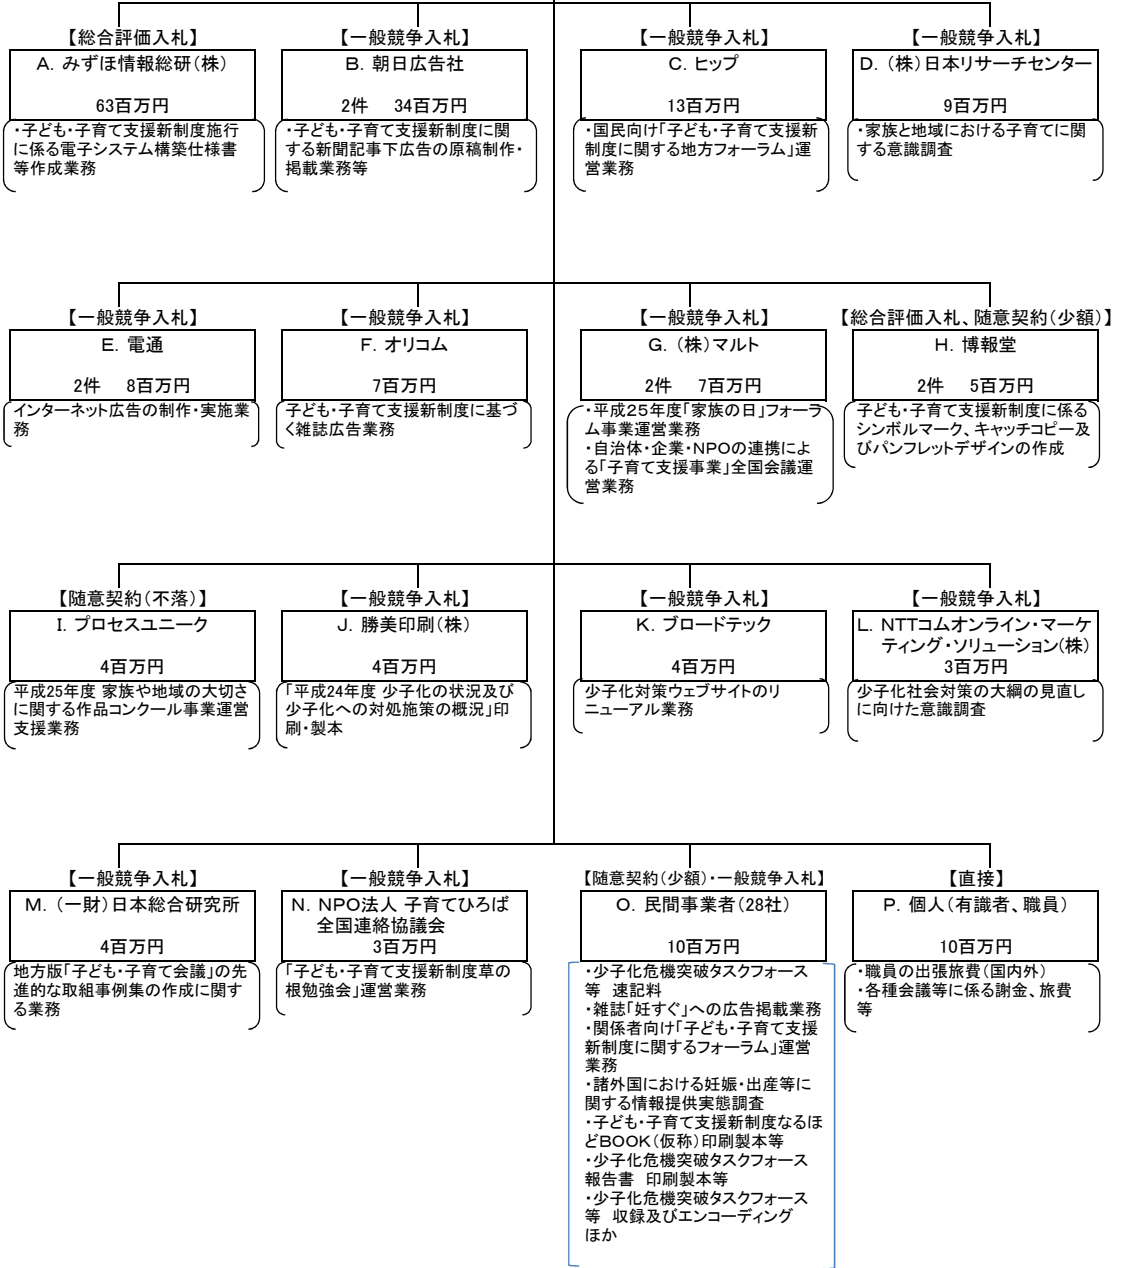 【総合評価入札】
A. みずほ情報総研(株)
63百万円
・子ども・子育て支援新制度施行
に係る電子システム構築仕様書
等作成業務
【一般競争入札】
B. 朝日広告社
2件 34百万円
・子ども・子育て支援新制度に関
する新聞記事下広告の原稿制作・
掲載業務等
【一般競争入札】
C. ヒップ
13百万円
・国民向け「子ども・子育て支援新
制度に関する地方フォーラム」運
営業務
【一般競争入札】
D. (株)日本リサーチセンター
9百万円
・家族と地域における子育てに関
する意識調査
【一般競争入札】
E. 電通
2件 8百万円
インターネット広告の制作・実施業
務
【一般競争入札】
F. オリコム
7百万円
子ども・子育て支援新制度に基づ
く雑誌広告業務
【一般競争入札】
G. (株)マルト
2件 7百万円
・平成25年度「家族の日」フォーラ
ム事業運営業務
・自治体・企業・NPOの連携によ
る「子育て支援事業」全国会議運
営業務
【総合評価入札、随意契約(少額)】
H. 博報堂
2件 5百万円
子ども・子育て支援新制度に係る
シンボルマーク、キャッチコピー及
びパンフレットデザインの作成
【随意契約(不落)】
I. プロセスユニーク
4百万円
平成25年度 家族や地域の大切さ
に関する作品コンクール事業運営
支援業務
【一般競争入札】
J. 勝美印刷(株)
4百万円
「平成24年度 少子化の状況及び
少子化への対処施策の概況」印
刷・製本
【一般競争入札】
K. ブロードテック
4百万円
少子化対策ウェブサイトのリ
ニューアル業務
【一般競争入札】
L. NTTコムオンライン・マーケ
ティング・ソリューション(株)
3百万円
少子化社会対策の大綱の見直し
に向けた意識調査
【一般競争入札】
M. (一財)日本総合研究所
4百万円
地方版「子ども・子育て会議」の先
進的な取組事例集の作成に関す
る業務
【一般競争入札】
N. NPO法人 子育てひろば
全国連絡協議会
3百万円
「子ども・子育て支援新制度草の
根勉強会」運営業務
【随意契約(少額)・一般競争入札】
O. 民間事業者(28社)
10百万円
・少子化危機突破タスクフォース
等 速記料
・雑誌「妊すぐ」への広告掲載業務
・関係者向け「子ども・子育て支援
新制度に関するフォーラム」運営
業務
・諸外国における妊娠・出産等に
関する情報提供実態調査
・子ども・子育て支援新制度なるほ
どBOOK(仮称)印刷製本等
・少子化危機突破タスクフォース
報告書 印刷製本等
・少子化危機突破タスクフォース
等 収録及びエンコーディング
ほか
【直接】
P. 個人(有識者、職員)
10百万円
・職員の出張旅費(国内外)
・各種会議等に係る謝金、旅費
等